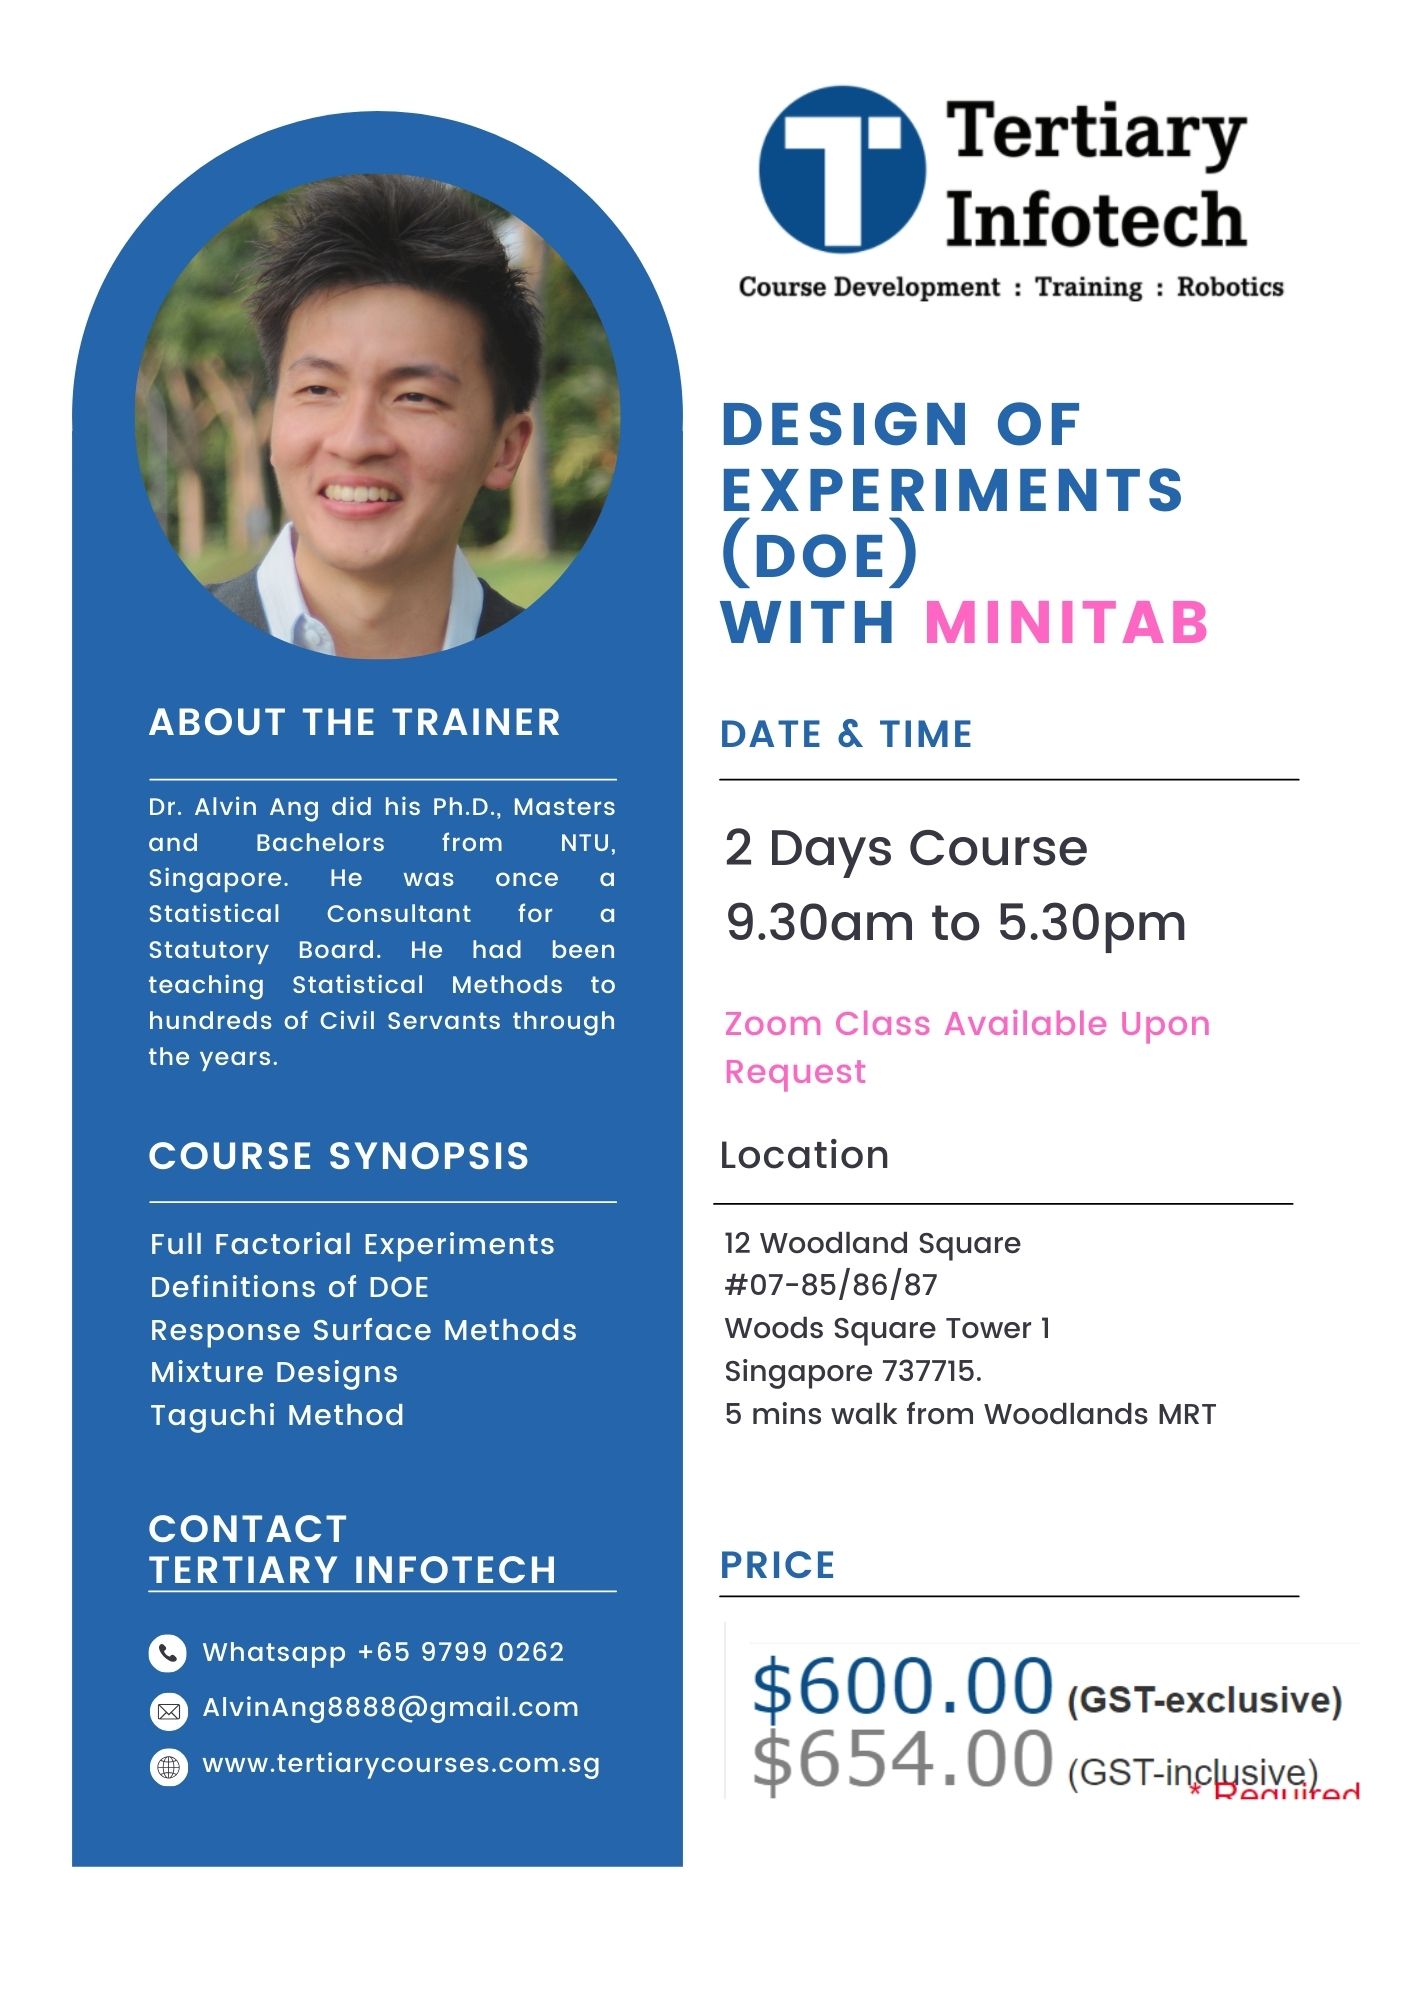 Tertiary
Infotech
Course Development : Training : Robotics
DESIGN OF
EXPERIMENTS
(DOE)
WITH MINITAB
ABOUT THE TRAINER
Dr. Alvin Ang did his Ph.D., Masters
and Bachelors from NTU,
Singapore. He was once a
Statistical Consultant for a
Statutory Board. He had been
teaching Statistical Methods to
hundreds of Civil Servants through
the years.
COURSE SYNOPSIS
Full Factorial Experiments
Definitions of DOE
Response Surface Methods
Mixture Designs
Taguchi Method
CONTACT
TERTIARY INFOTECH
Whatsapp +65 9799 0262
AlvinAng8888@gmail.com
www.tertiarycourses.com.sg
DATE & TIME
2 Days Course
9.30am to 5.30pm
Zoom Class Available Upon
Request
Location
12 Woodland Square
#07-85/86/87
Woods Square Tower 1
Singapore 737715.
5 mins walk from Woodlands MRT
PRICE
$600.00 (GST-exclusive)
$654.00 (GST-inclusive)
* Required